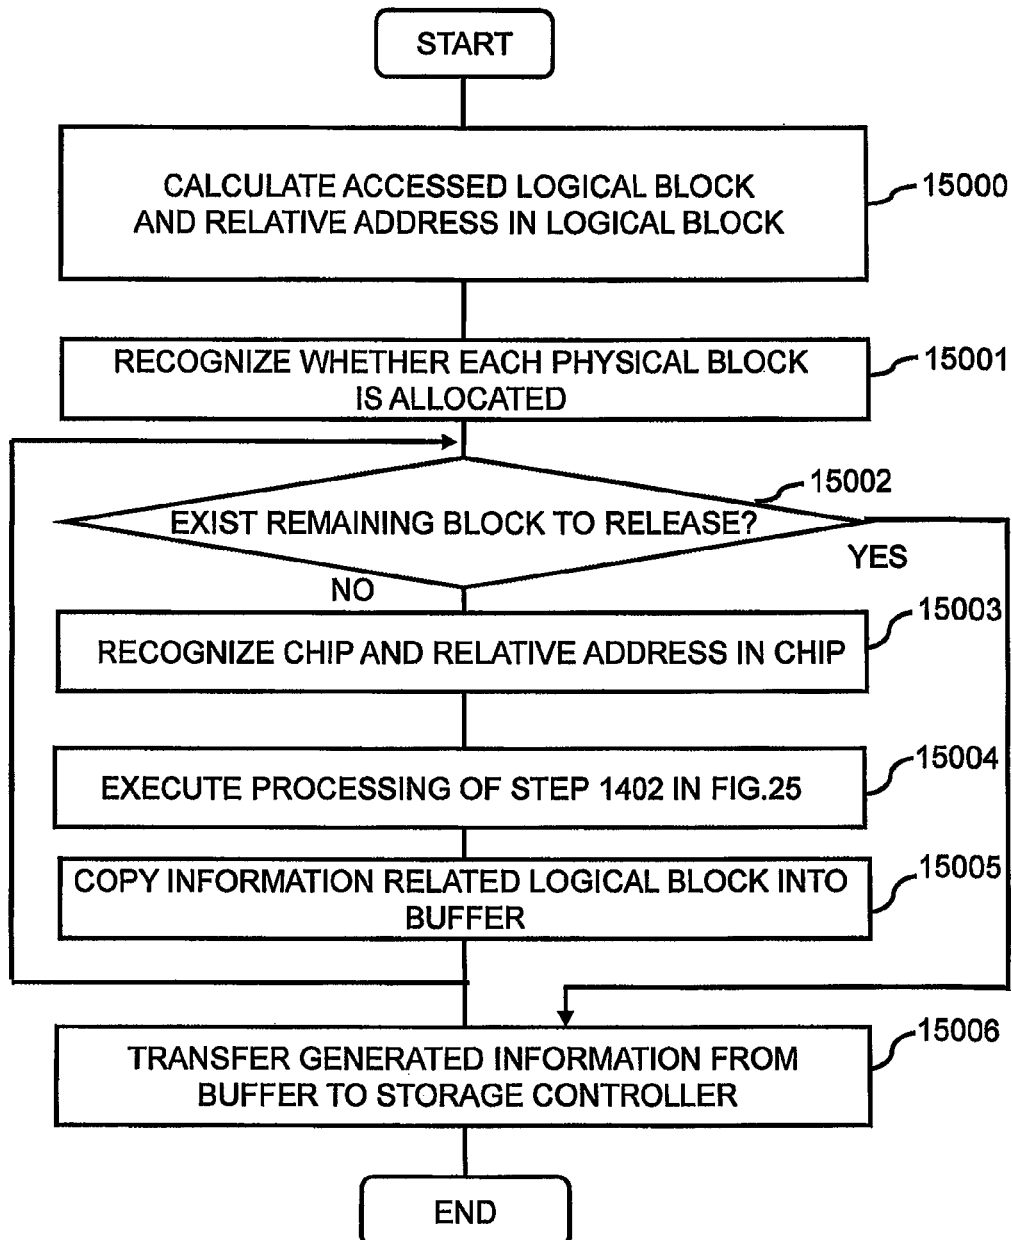 START
CALCULATE ACCESSED LOGICAL BLOCK
AND RELATIVE ADDRESS IN LOGICAL BLOCK
15000
RECOGNIZE WHETHER EACH PHYSICAL BLOCK
IS ALLOCATED
15001
EXIST REMAINING BLOCK TO RELEASE?
15002
YES
NO
RECOGNIZE CHIP AND RELATIVE ADDRESS IN CHIP
15003
EXECUTE PROCESSING OF STEP 1402 IN FIG.25
15004
COPY INFORMATION RELATED LOGICAL BLOCK INTO
BUFFER
15005
TRANSFER GENERATED INFORMATION FROM
BUFFER TO STORAGE CONTROLLER
15006
END